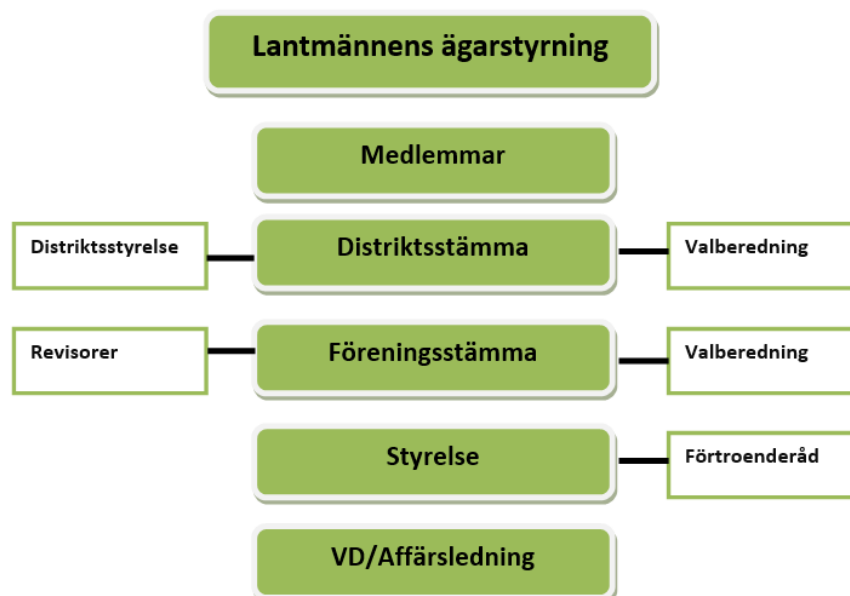 Lantmännens ägarstyrning
Medlemmar
Distriktsstyrelse
Distriktsstämma
Valberedning
Revisorer
Föreningsstämma
Valberedning
Styrelse
Förtroenderåd
VD/Affärsledning